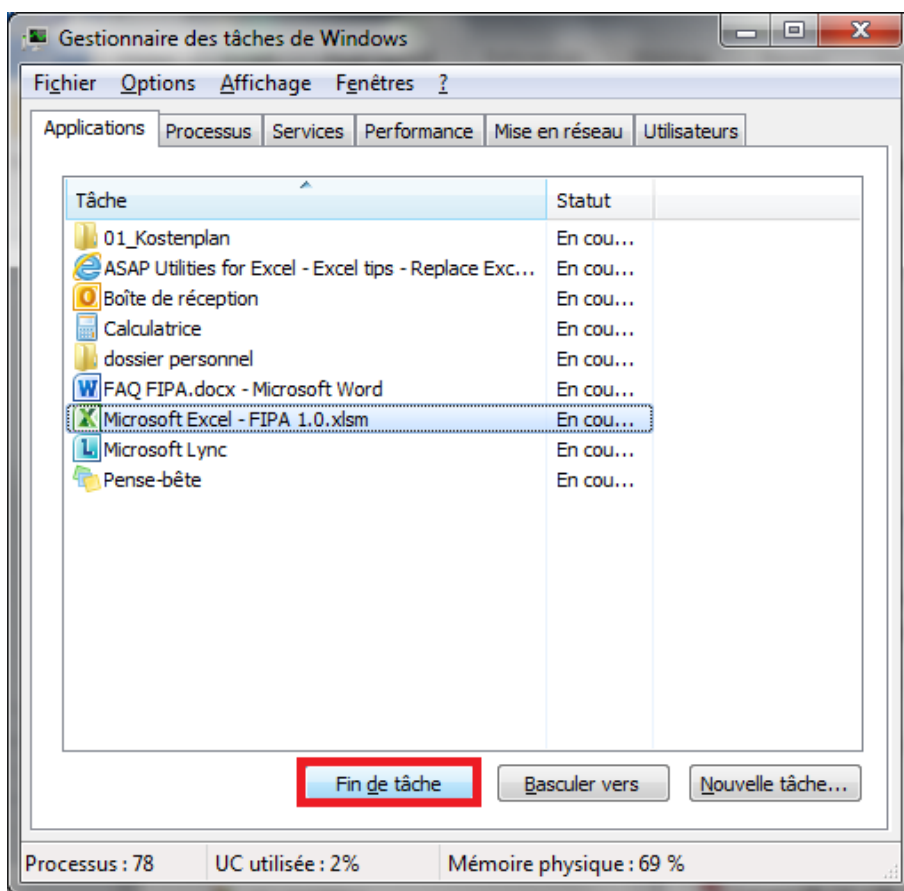 Gestionnaire des tâches de Windows
Fichier Options Affichage Fenêtres ?
Applications Processus Services Performance Mise en réseau Utilisateurs
Tâche Statut
01_Kostenplan En cou...
ASAP Utilities for Excel - Excel tips - Replace Exc... En cou...
Boîte de réception En cou...
Calculatrice En cou...
dossier personnel En cou...
FAQ FIPA.docx - Microsoft Word En cou...
Microsoft Excel - FIPA 1.0.xlsm En cou...
Microsoft Lync En cou...
Pense-bête En cou...
Fin de tâche Basculer vers Nouvelle tâche...
Processus : 78 UC utilisée : 2% Mémoire physique : 69 %